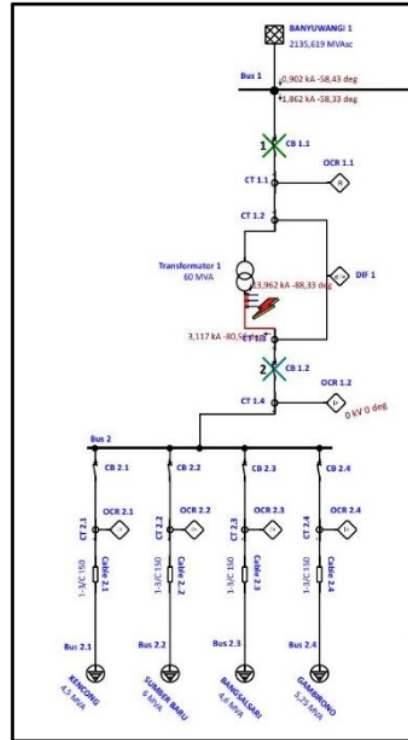 BANYUWANGI 1
2135,619 MVAsc
Bus 1
0,902 kA -58,43 deg
1,862 kA -58,33 deg
1
CB 1.1
OCR 1.1
CT 1.1
CT 1.2
Transformator 1
60 MVA
DIF 1
13,962 kA -88,33 deg
3,117 kA
CB 1.2
2
OCR 1.2
CT 1.4
0 kV 0 deg
Bus 2
CB 2.1
CB 2.2
CB 2.3
CB 2.4
OCR 2.1
OCR 2.2
OCR 2.3
OCR 2.4
CT 2.1
CT 2.2
CT 2.3
CT 2.4
1-3/C 150
Cable 2.1
1-3/C 150
Cable 2.2
1-3/C 150
Cable 2.3
1-3/C 150
Cable 2.4
Bus 2.1
Bus 2.2
Bus 2.3
Bus 2.4
KENCONG
4,5 MVA
SUMBER BARU
6 MVA
BANGSALSARI
4,6 MVA
GAMBIRONO
5,25 MVA